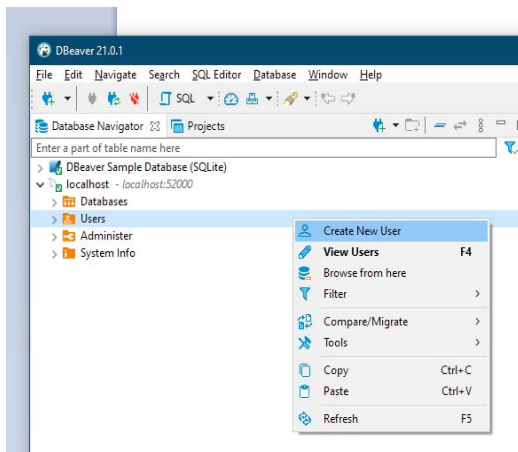 DBeaver 21.0.1
File Edit Navigate Search SQL Editor Database Window Help
SQL
Database Navigator Projects
Enter a part of table name here
DBeaver Sample Database (SQLite)
localhost - localhost:52000
Databases
Users
Administer
System Info
Create New User
View Users F4
Browse from here
Filter
Compare/Migrate
Tools
Copy Ctrl+C
Paste Ctrl+V
Refresh F5